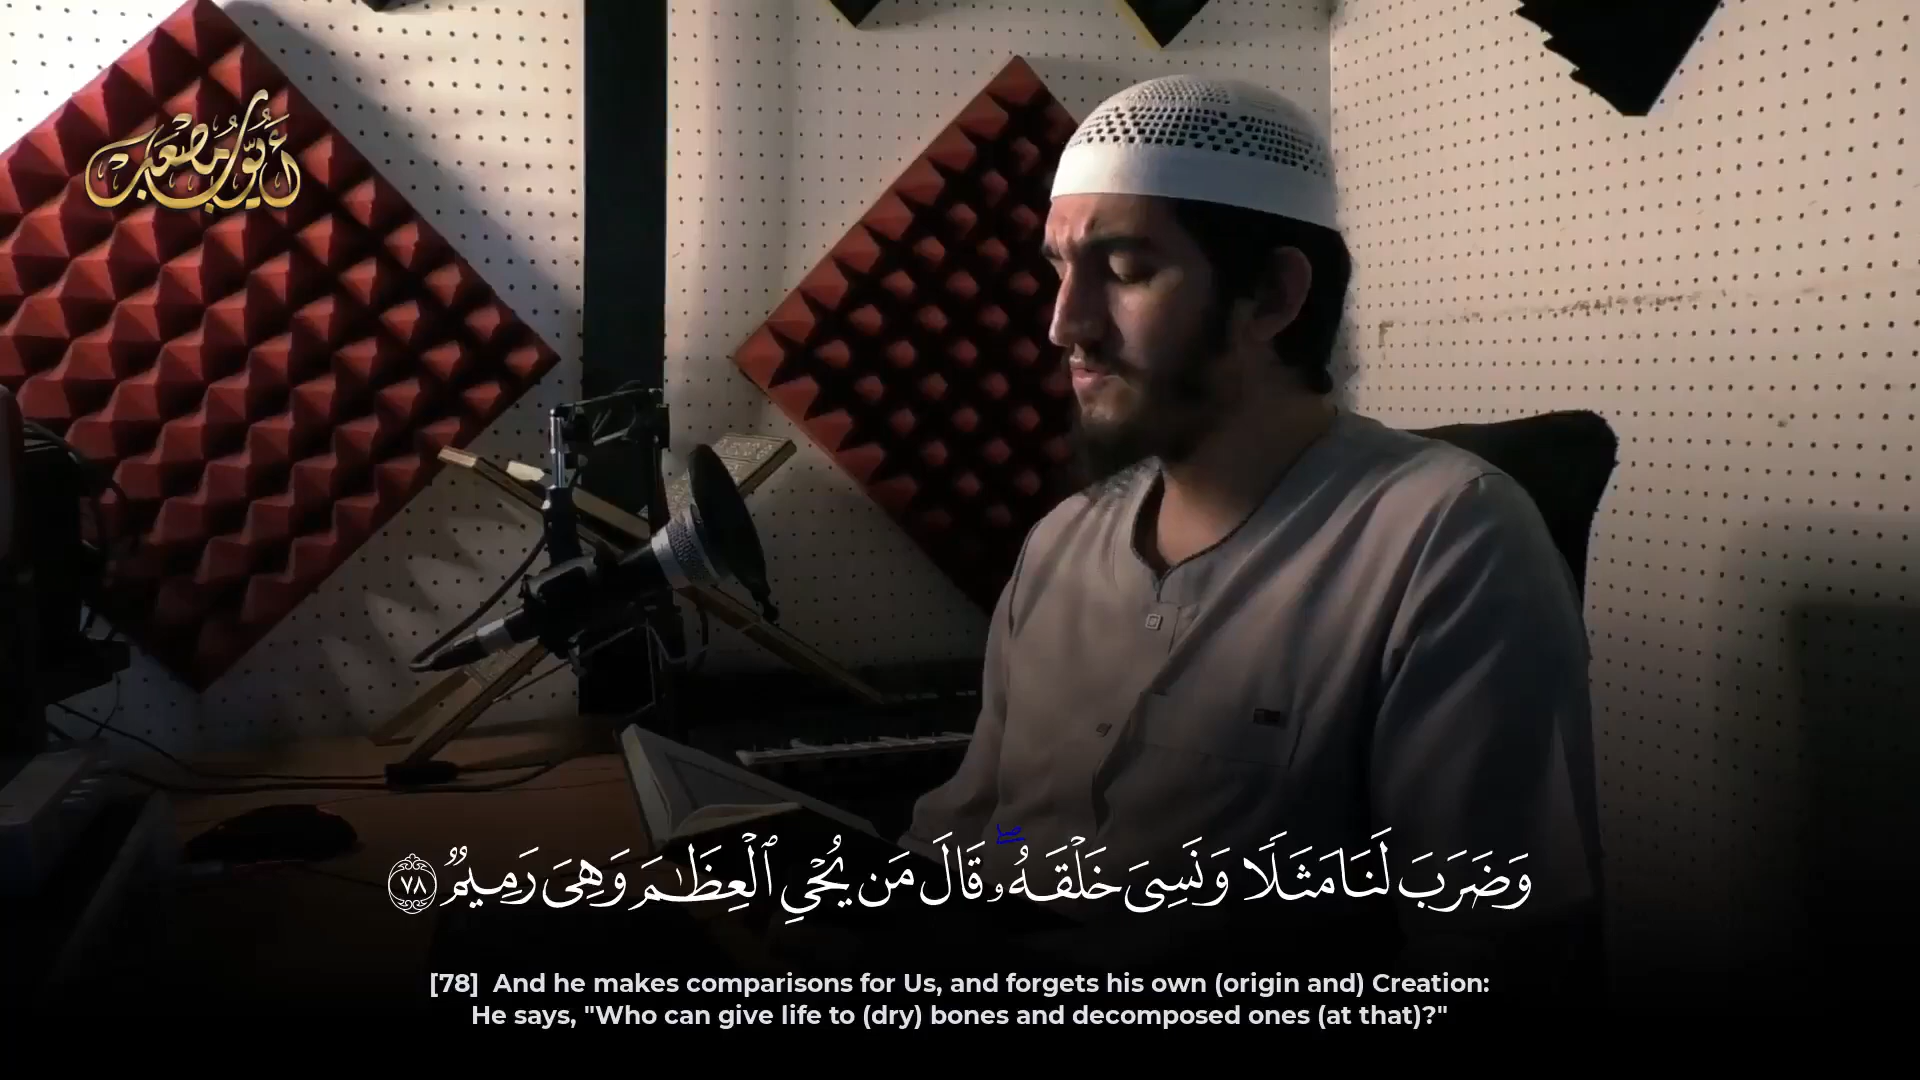 أيوب مصعب
وَضَرَبَ لَنَا مَثَلًا وَنَسِىَ خَلْقَهُۥ ۖ قَالَ مَن يُحْىِ ٱلْعِظَـٰمَ وَهِىَ رَمِيمٌ ٧٨
[78] And he makes comparisons for Us, and forgets his own (origin and) Creation:
He says, "Who can give life to (dry) bones and decomposed ones (at that)?"